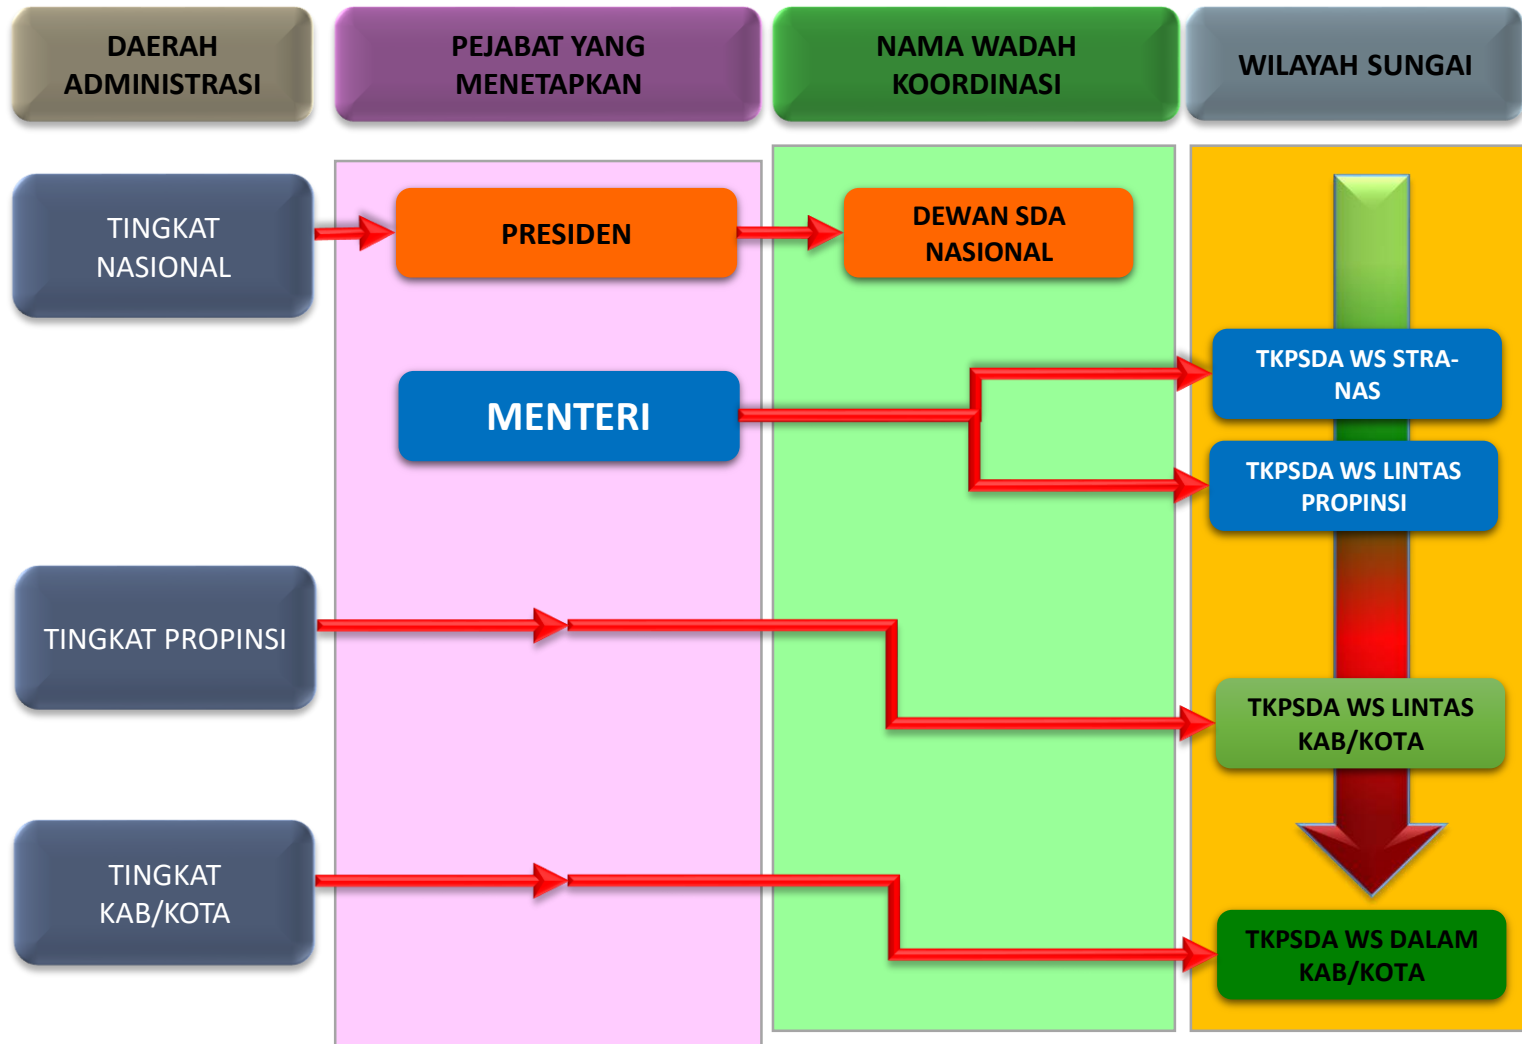 DAERAH
ADMINISTRASI
PEJABAT YANG
MENETAPKAN
NAMA WADAH
KOORDINASI
WILAYAH SUNGAI
TINGKAT
NASIONAL
PRESIDEN
DEWAN SDA
NASIONAL
MENTERI
TKPSDA WS STRA-
NAS
TKPSDA WS LINTAS
PROPINSI
TINGKAT PROPINSI
TKPSDA WS LINTAS
KAB/KOTA
TINGKAT
KAB/KOTA
TKPSDA WS DALAM
KAB/KOTA